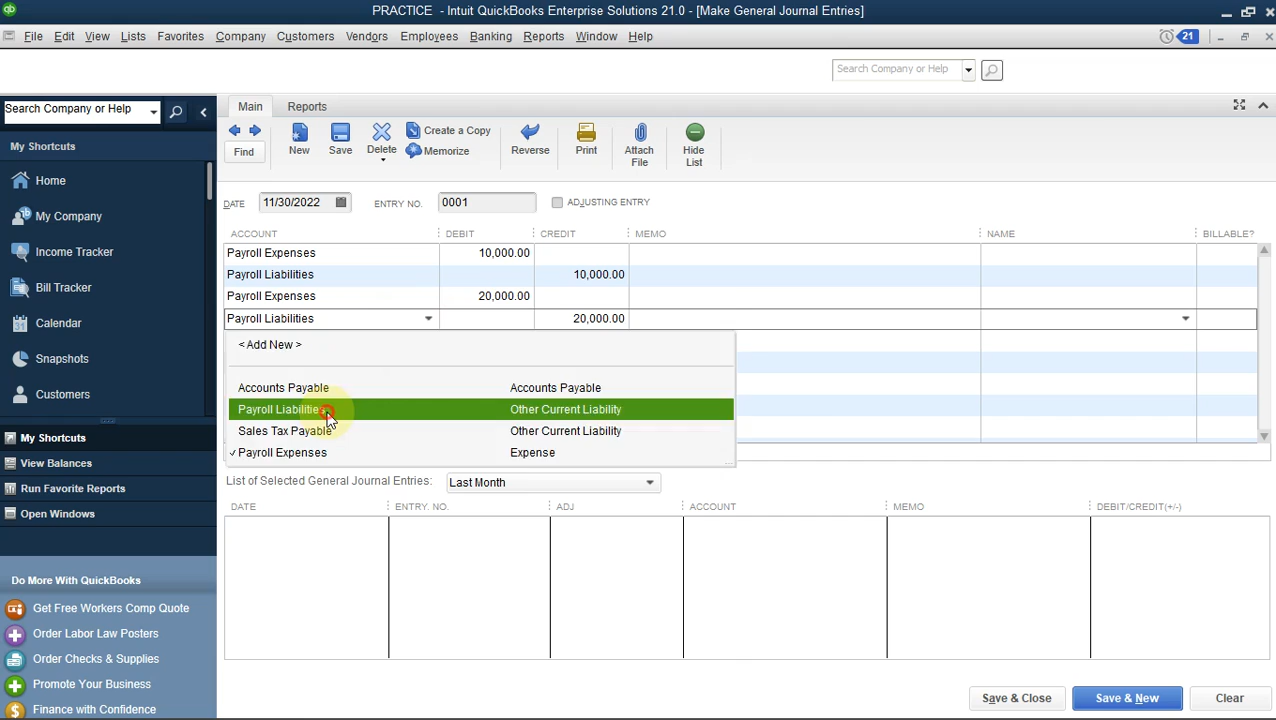 PRACTICE - Intuit QuickBooks Enterprise Solutions 21.0 - [Make General Journal Entries]
File Edit View Lists Favorites Company Customers Vendors Employees Banking Reports Window Help
21
Search Company or Help
Search Company or Help
My Shortcuts
Home
My Company
Income Tracker
Bill Tracker
Calendar
Snapshots
Customers
My Shortcuts
View Balances
Run Favorite Reports
Open Windows
Do More With QuickBooks
Get Free Workers Comp Quote
Order Labor Law Posters
Order Checks & Supplies
Promote Your Business
Finance with Confidence
Main Reports
Find
New
Save
Delete
Create a Copy
Memorize
Reverse
Print
Attach
File
Hide
List
DATE 11/30/2022 ENTRY NO. 0001 ADJUSTING ENTRY
ACCOUNT DEBIT CREDIT MEMO NAME BILLABLE?
Payroll Expenses 10,000.00
Payroll Liabilities 10,000.00
Payroll Expenses 20,000.00
Payroll Liabilities 20,000.00
< Add New >
Accounts Payable Accounts Payable
Payroll Liabilities Other Current Liability
Sales Tax Payable Other Current Liability
✓ Payroll Expenses Expense
List of Selected General Journal Entries: Last Month
DATE ENTRY. NO. ADJ ACCOUNT MEMO DEBIT/CREDIT(+/-)
Save & Close Save & New Clear